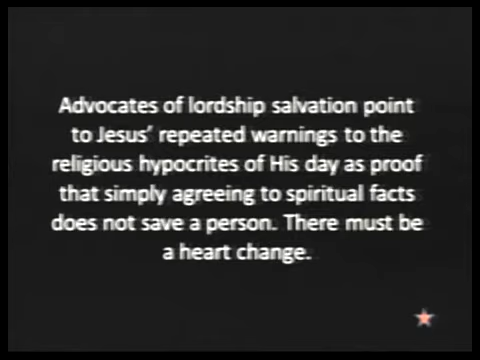 Advocates of lordship salvation point
to Jesus' repeated warnings to the
religious hypocrites of His day as proof
that simply agreeing to spiritual facts
does not save a person. There must be
a heart change.